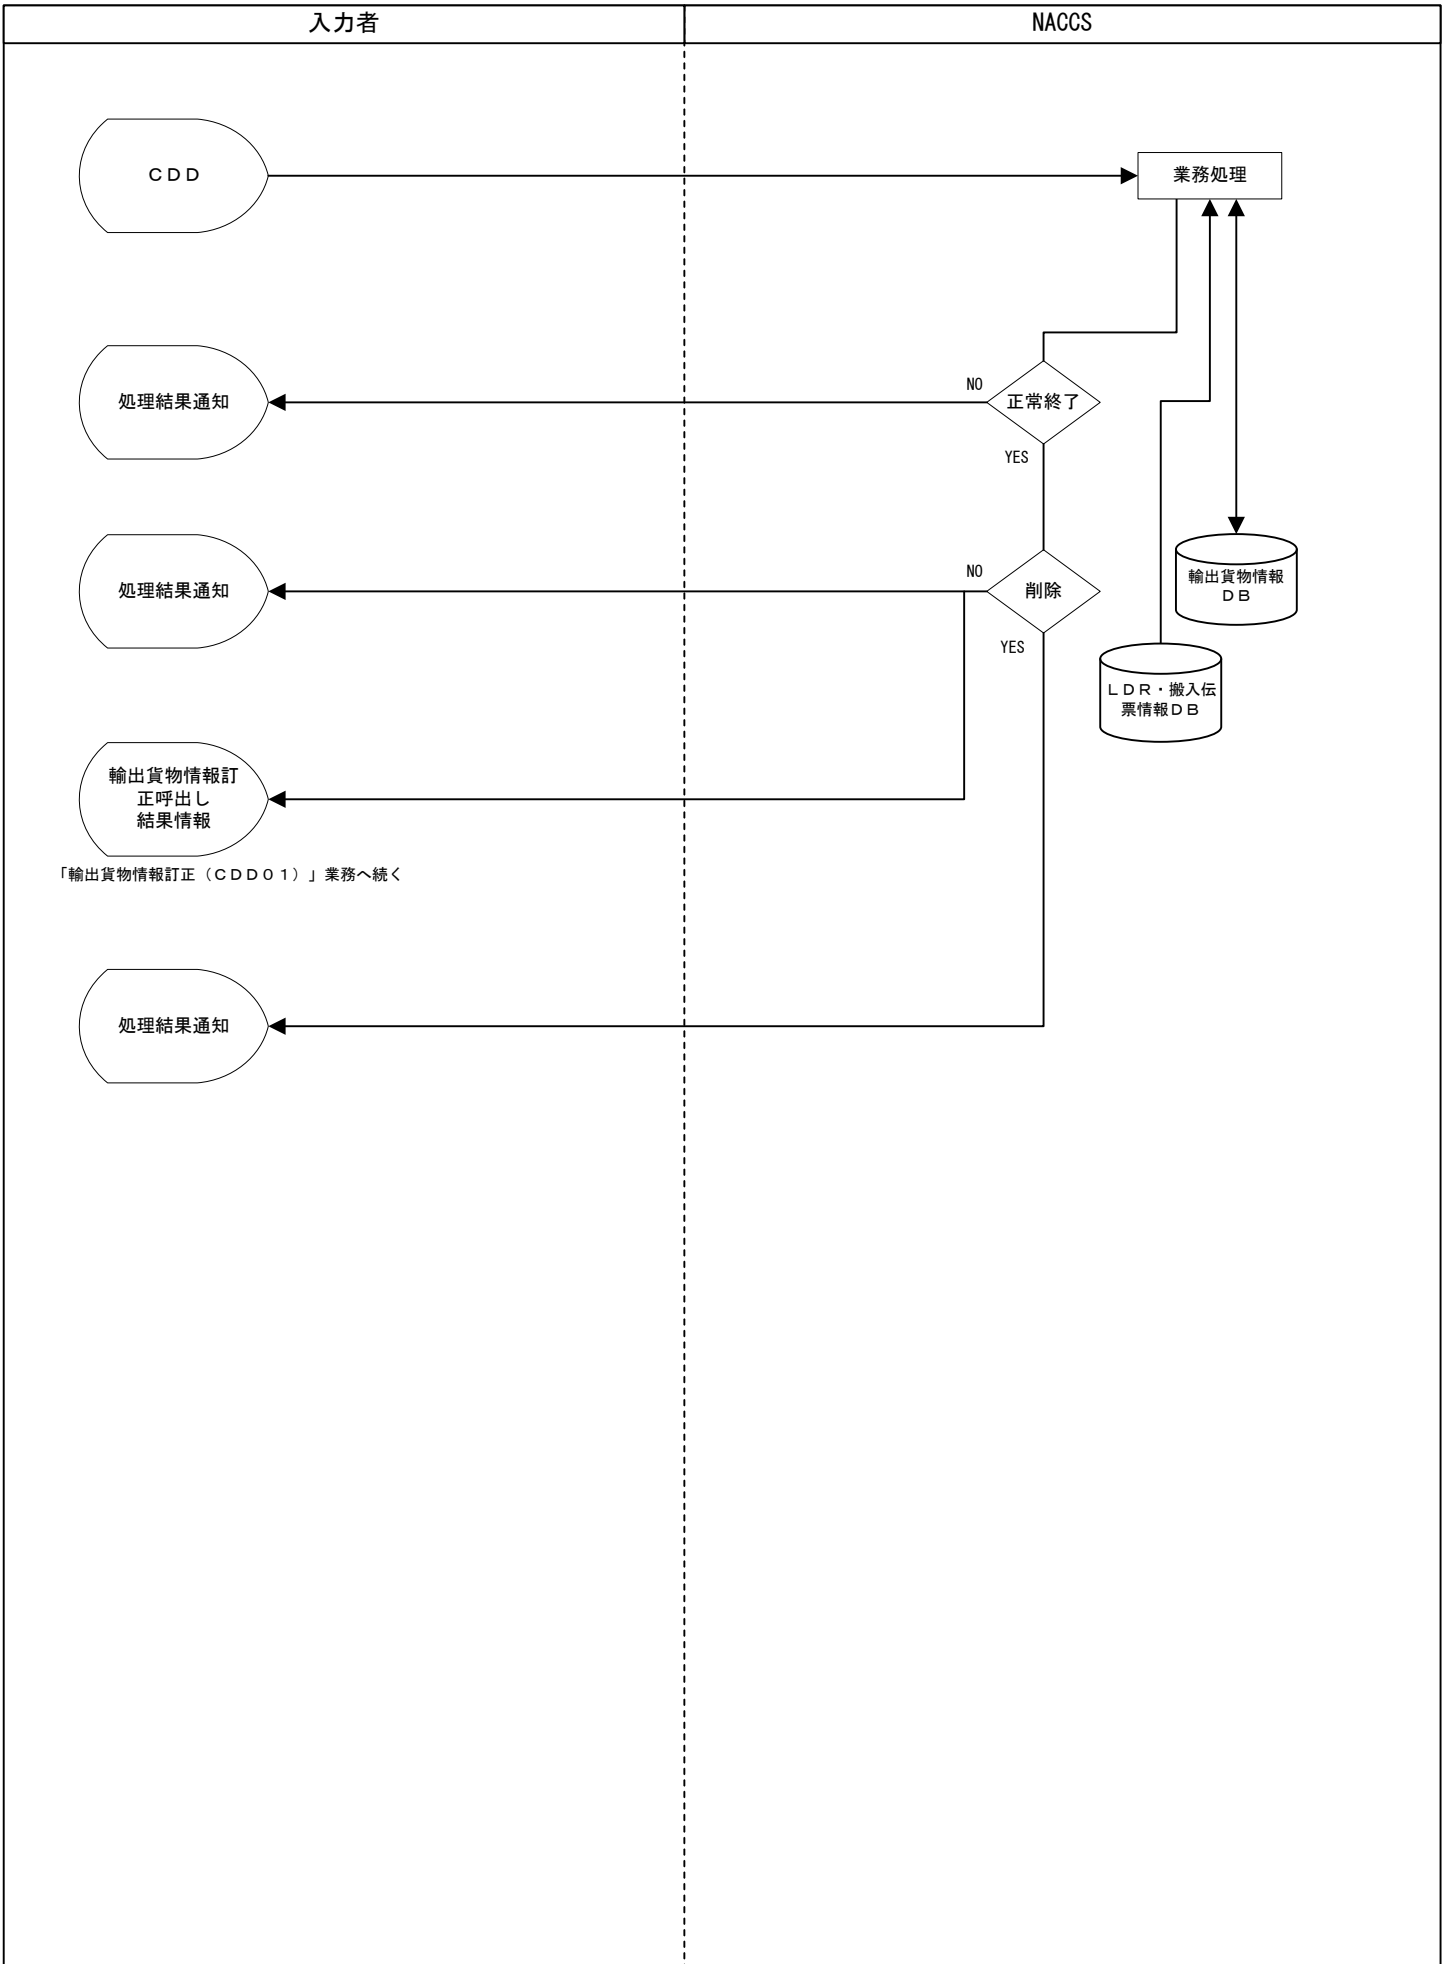 入力者
NACCS
ＣＤＤ
業務処理
処理結果通知
NO
正常終了
YES
処理結果通知
NO
削除
YES
輸出貨物情報
ＤＢ
ＬＤＲ・搬入伝
票情報ＤＢ
輸出貨物情報訂
正呼出し
結果情報
「輸出貨物情報訂正（ＣＤＤ０１）」業務へ続く
処理結果通知